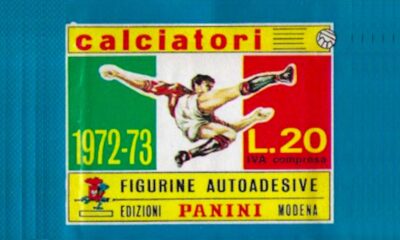 calciatori
1972-73
L.20
IVA compresa
FIGURINE AUTOADESIVE
EDIZIONI PANINI MODENA